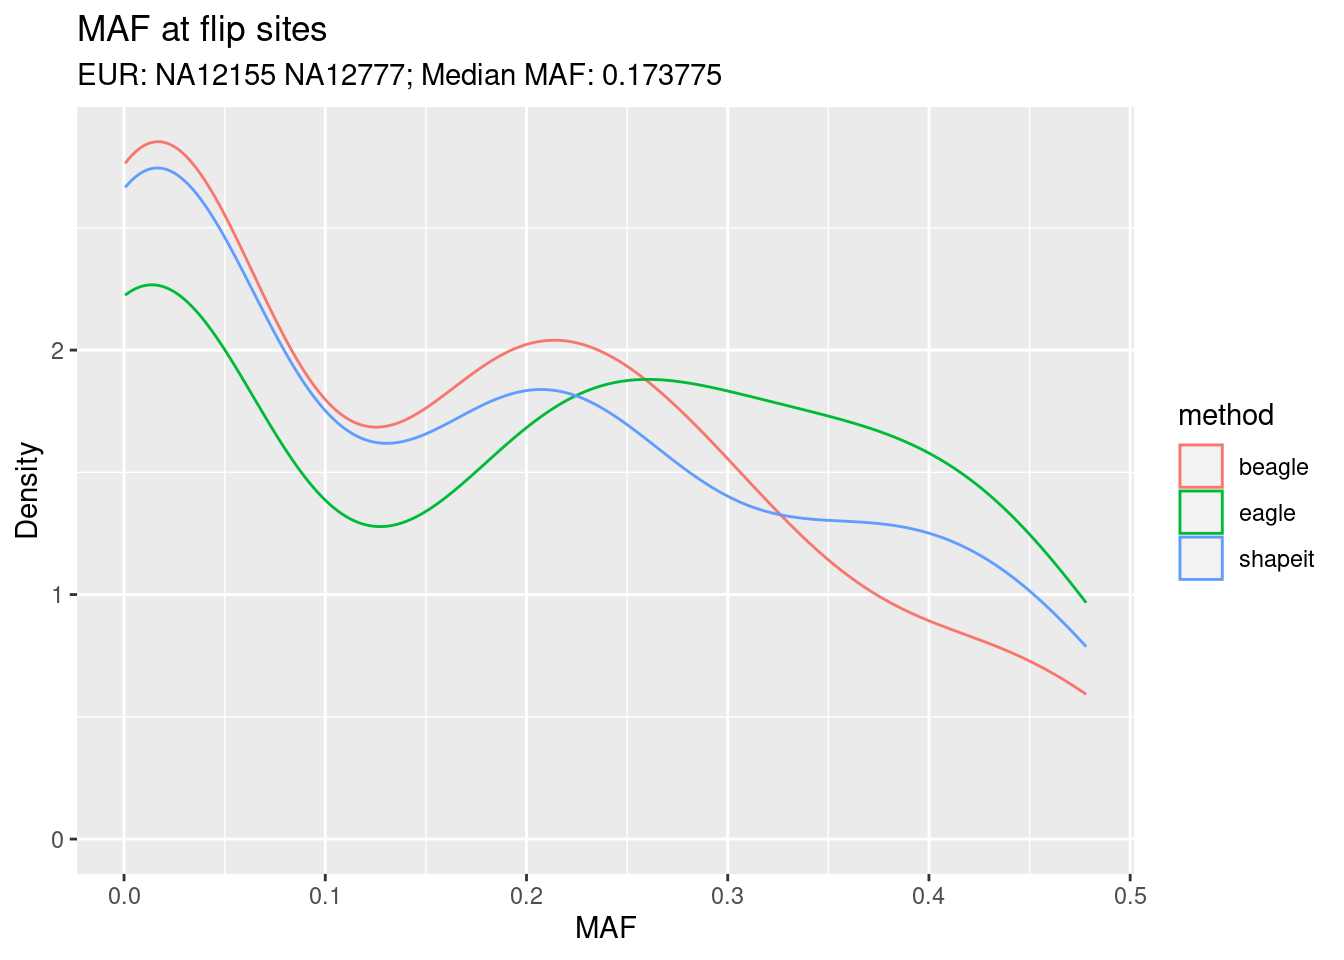 MAF at flip sites
EUR: NA12155 NA12777; Median MAF: 0.173775
Density
2
1
0
0.0 0.1 0.2 0.3 0.4 0.5
MAF
method
beagle
eagle
shapeit